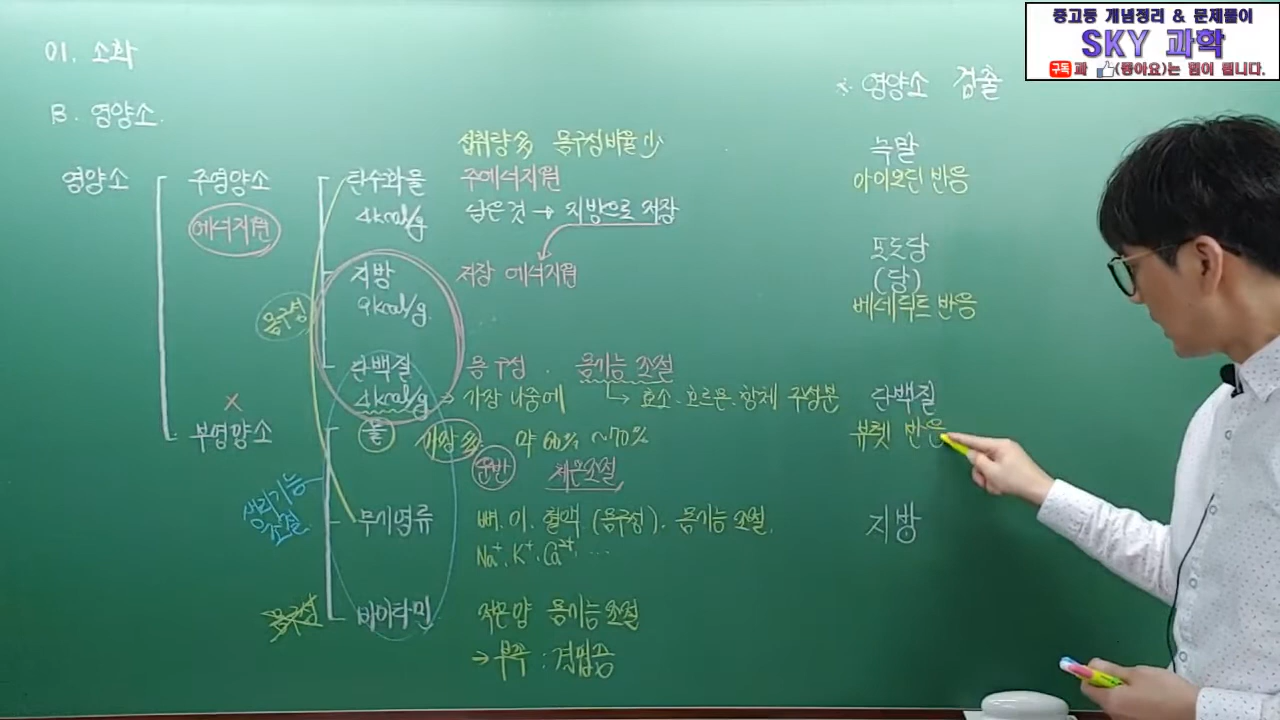 중고등 개념정리 & 문제풀이
SKY 과학
구독과 (좋아요)는 힘이 됩니다.
01. 소화
B. 영양소.
영양소
주영양소
에너지원
×
부영양소
섭취량 多 몸구성비율 少
탄수화물 주에너지원
4kcal/g 남은것 → 지방으로 저장
지방 저장 에너지원
9kcal/g.
몸구성
단백질 몸 구성 . 몸기능 조절
4kcal/g → 가장 나중에 → 효소. 호르몬. 항체 구성분
물 가장 多 약 60% ~70%
운반 체온조절
생리기능
조절.
무기염류 뼈. 이. 혈액 (몸구성). 몸기능 조절.
Na⁺. K⁺. Ca²⁺. ...
몸구성 바이타민 적은양 몸기능 조절
→ 부족 : 결핍증
※. 영양소 검출
녹말
아이오딘 반응
포도당
(당)
베네딕트 반응
단백질
뷰렛 반응
지방